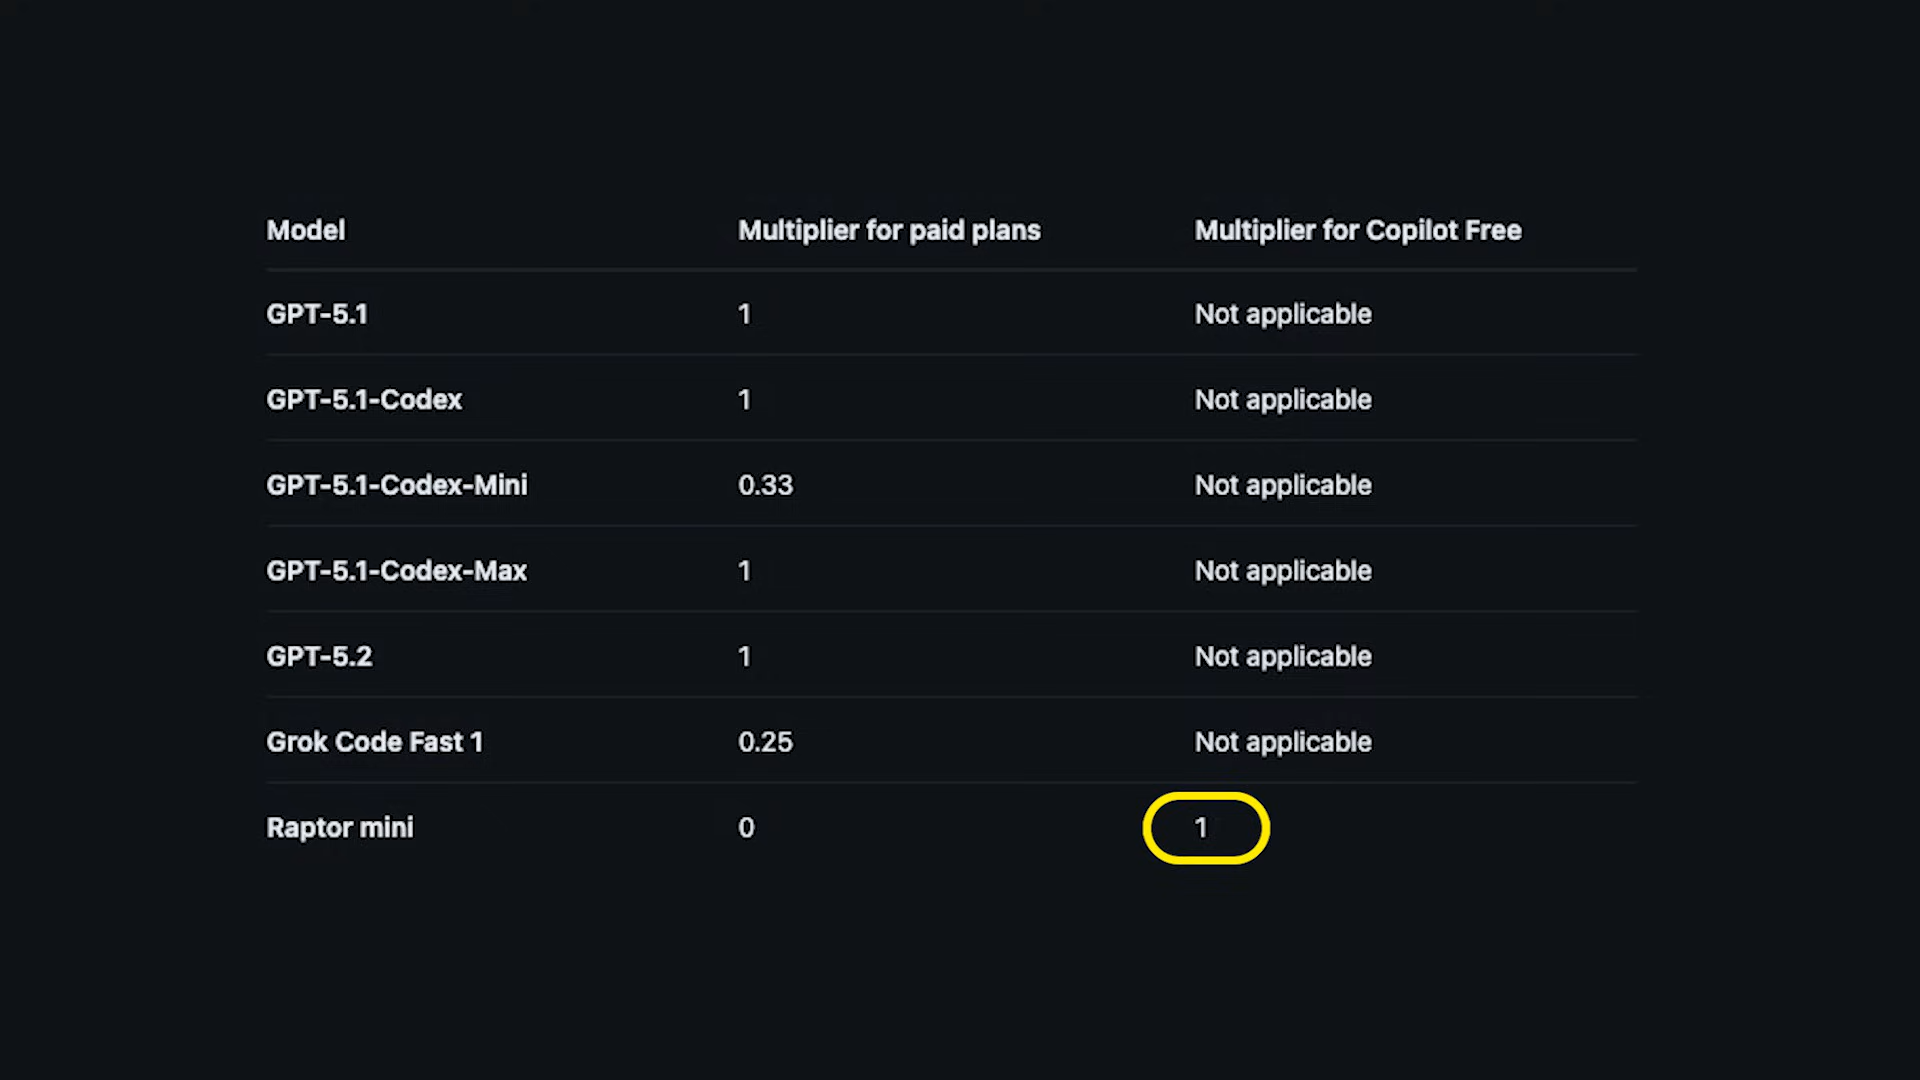 Model Multiplier for paid plans Multiplier for Copilot Free
GPT-5.1 1 Not applicable
GPT-5.1-Codex 1 Not applicable
GPT-5.1-Codex-Mini 0.33 Not applicable
GPT-5.1-Codex-Max 1 Not applicable
GPT-5.2 1 Not applicable
Grok Code Fast 1 0.25 Not applicable
Raptor mini 0 1